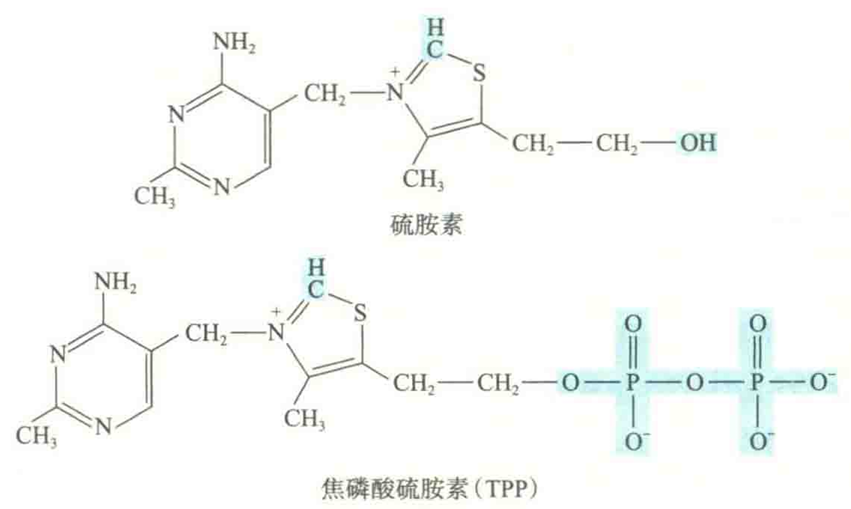 NH₂
H
C
S
N
CH₂
N
+
CH₂
CH₂
OH
CH₃
N
CH₃
硫胺素
NH₂
H
C
S
N
CH₂
N
+
CH₂
CH₂
O
P
O
P
O⁻
O
O
O⁻
O⁻
CH₃
N
CH₃
焦磷酸硫胺素(TPP)